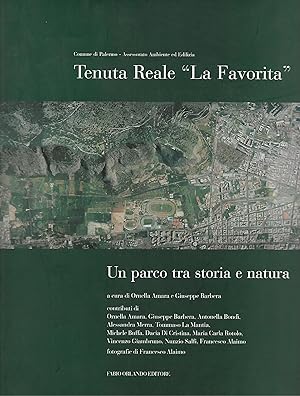 Comune di Palermo - Assessorato Ambiente ed Edilizia
Tenuta Reale "La Favorita"
Un parco tra storia e natura
a cura di Ornella Amara e Giuseppe Barbera
contributi di
Ornella Amara, Giuseppe Barbera, Antonella Bondì,
Alessandra Merra, Tommaso La Mantia,
Michele Buffa, Dacia Di Cristina, Maria Carla Rotolo,
Vincenzo Giambruno, Nunzio Salfi, Francesco Alaimo
fotografie di Francesco Alaimo
FABIO ORLANDO EDITORE